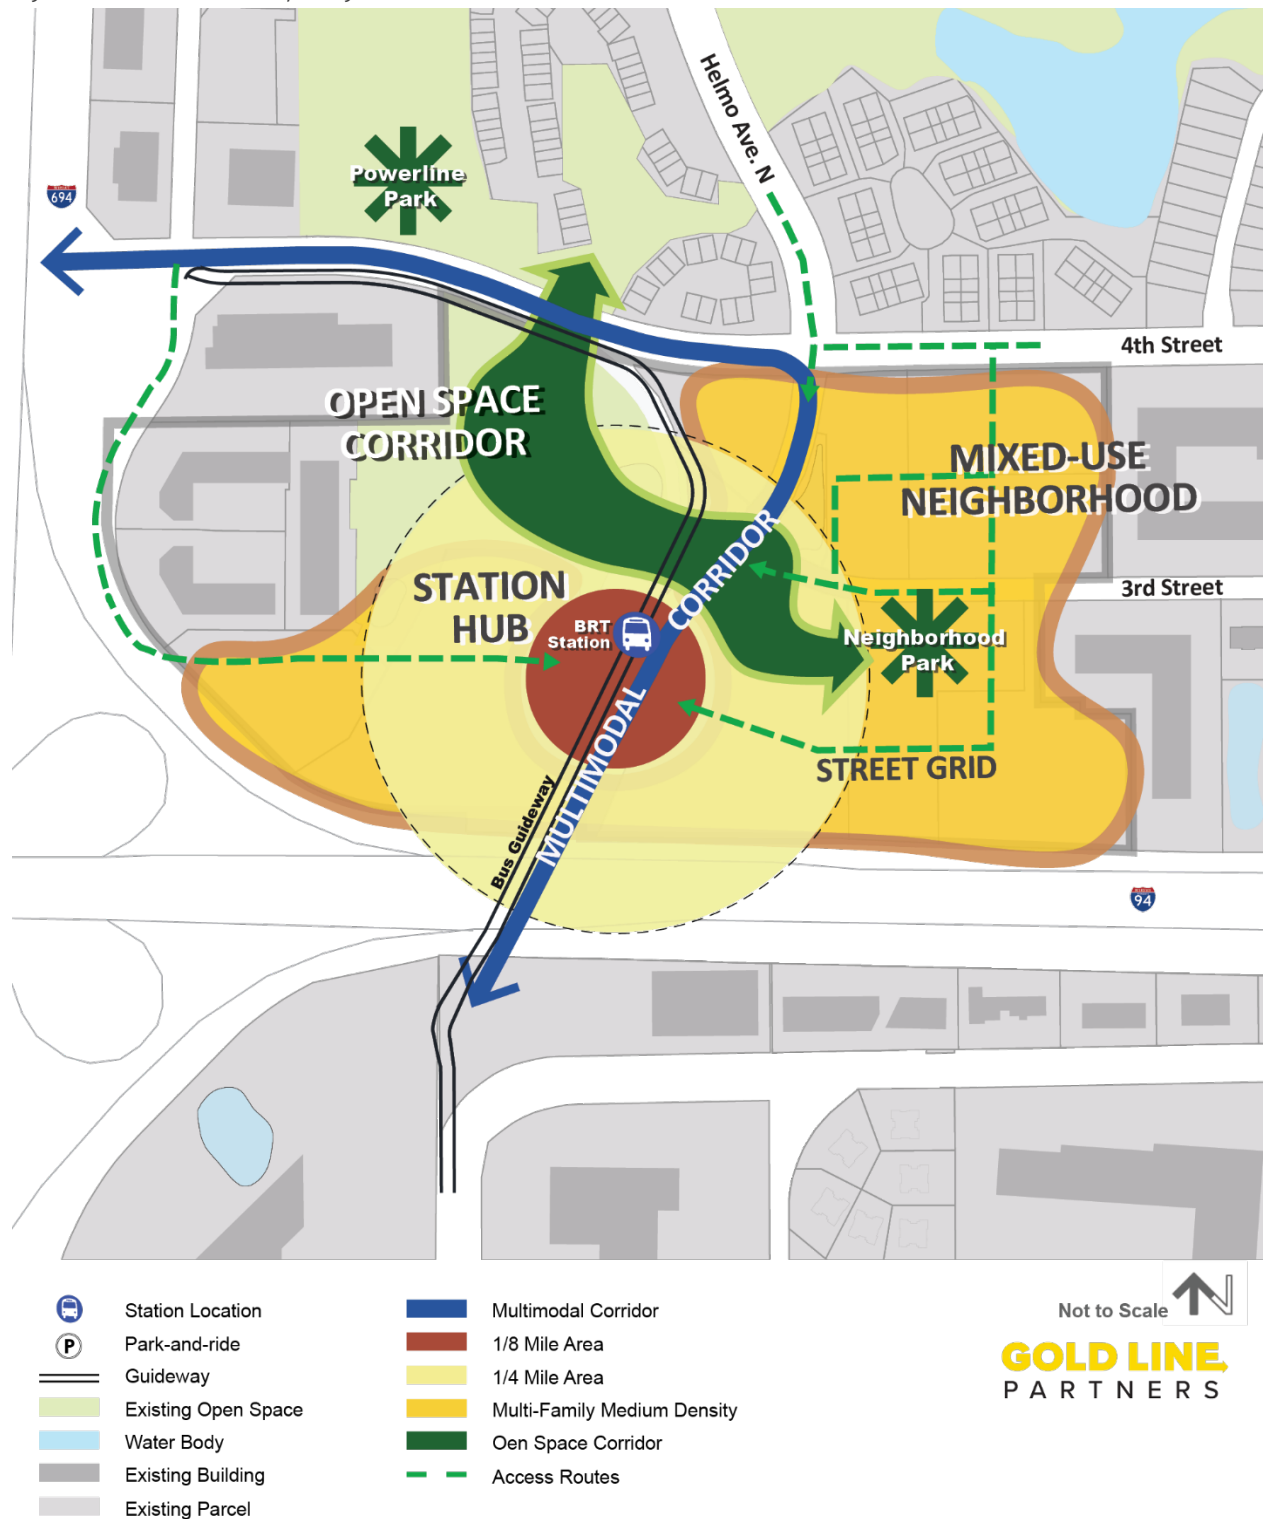 694
Powerline
Park
Helmo Ave. N
4th Street
OPEN SPACE
CORRIDOR
MIXED-USE
NEIGHBORHOOD
STATION
HUB
BRT
Station
MULTIMODAL CORRIDOR
3rd Street
Neighborhood
Park
STREET GRID
Bus Guideway
94
Station Location
P Park-and-ride
Guideway
Existing Open Space
Water Body
Existing Building
Existing Parcel
Multimodal Corridor
1/8 Mile Area
1/4 Mile Area
Multi-Family Medium Density
Oen Space Corridor
Access Routes
Not to Scale N
GOLD LINE
PARTNERS